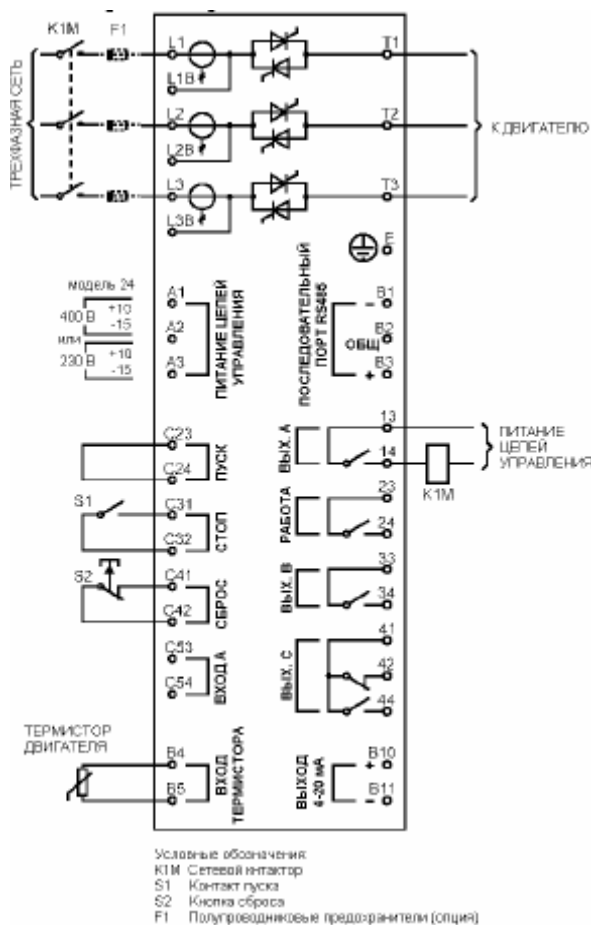 K1M F1 L1 T1
L1B
L2 T2
L2B
L3 T3
L3B
ТРЕХФАЗНАЯ СЕТЬ
К ДВИГАТЕЛЮ
E
модель 24
400 В +10 -15
или
230 В +10 -15
A1
A2
A3
ПИТАНИЕ ЦЕПЕЙ
УПРАВЛЕНИЯ
ПОСЛЕДОВАТЕЛЬНЫЙ
ПОРТ RS485
- B1
ОБЩ B2
+ B3
C23
C24
ПУСК
S1 C31
C32
СТОП
S2 C41
C42
СБРОС
C53
C54
ВХОД А
ТЕРМИСТОР
ДВИГАТЕЛЯ
B4
B5
ВХОД
ТЕРМИСТОРА
ВЫХ. А
13
14
ПИТАНИЕ
ЦЕПЕЙ
УПРАВЛЕНИЯ
K1M
РАБОТА
23
24
ВЫХ. В
33
34
ВЫХ. С
41
42
44
ВЫХОД
4-20 мА
+ B10
- B11
Условные обозначения:
K1M Сетевой интактор
S1 Контакт пуска
S2 Кнопка сброса
F1 Полупроводниковые предохранители (опция)